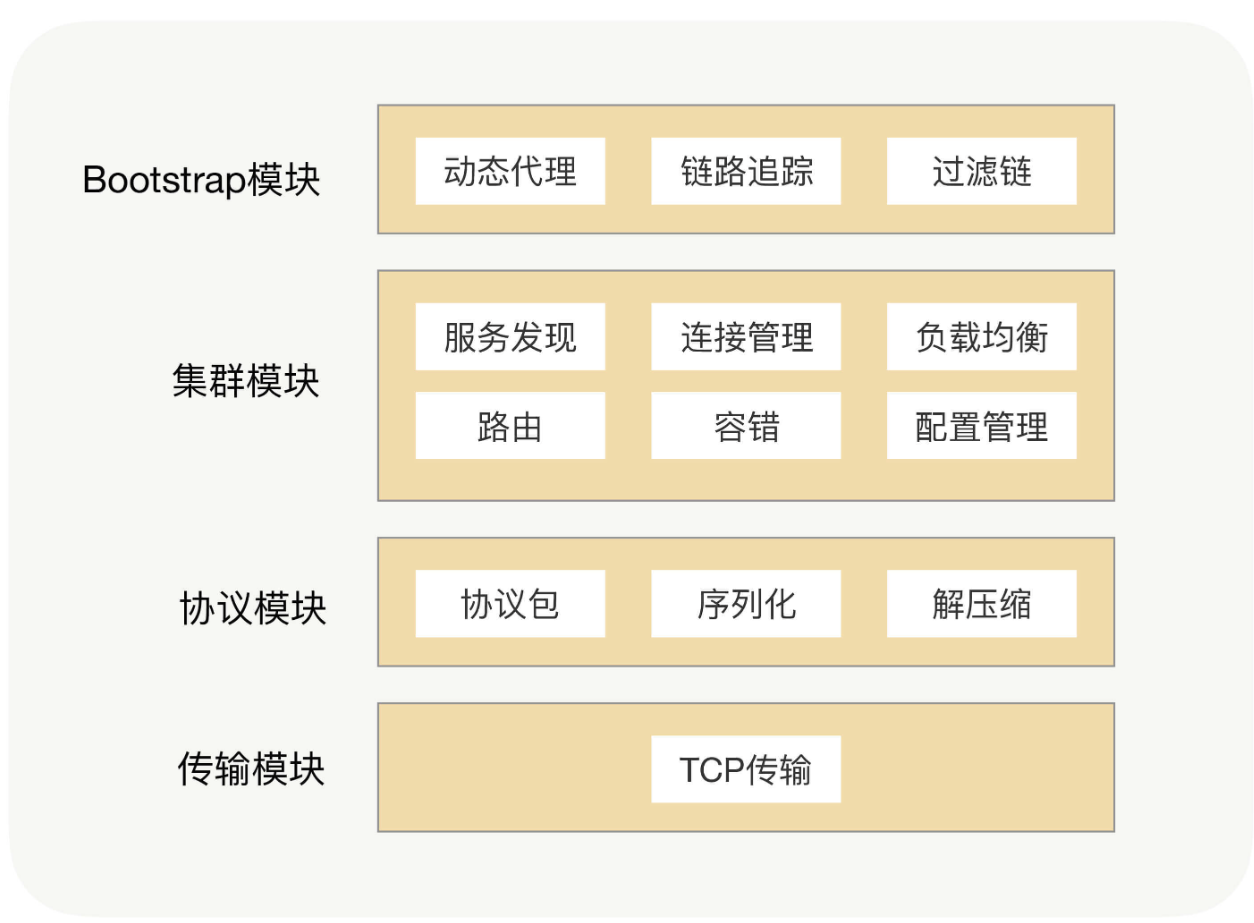 Bootstrap模块
动态代理 链路追踪 过滤链
集群模块
服务发现 连接管理 负载均衡
路由 容错 配置管理
协议模块
协议包 序列化 解压缩
传输模块
TCP传输